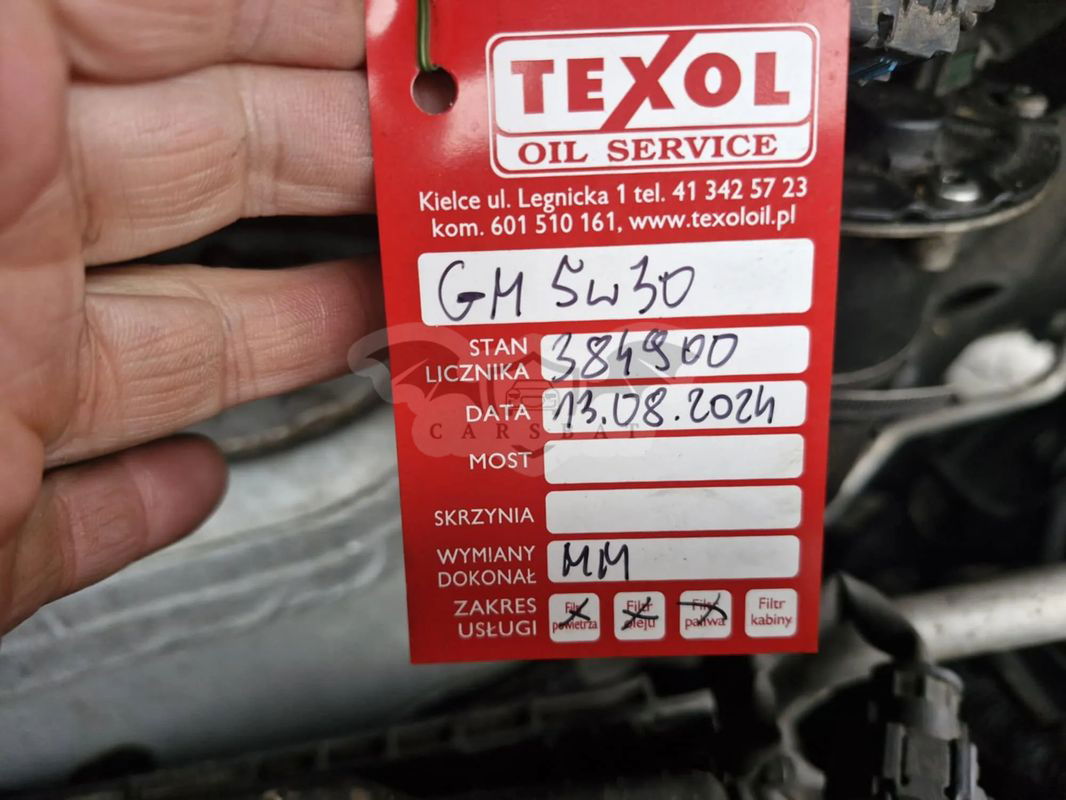 TEXOL
OIL SERVICE
Kielce ul. Legnicka 1 tel. 41 342 57 23
kom. 601 510 161, www.texoloil.pl
GM 5w30
STAN LICZNIKA 384900
DATA 13.08.2024
CARSBAT
MOST
SKRZYNIA
WYMIANY DOKONAŁ MM
ZAKRES USŁUGI
Filtr powietrza
Filtr oleju
Filtr paliwa
Filtr kabiny